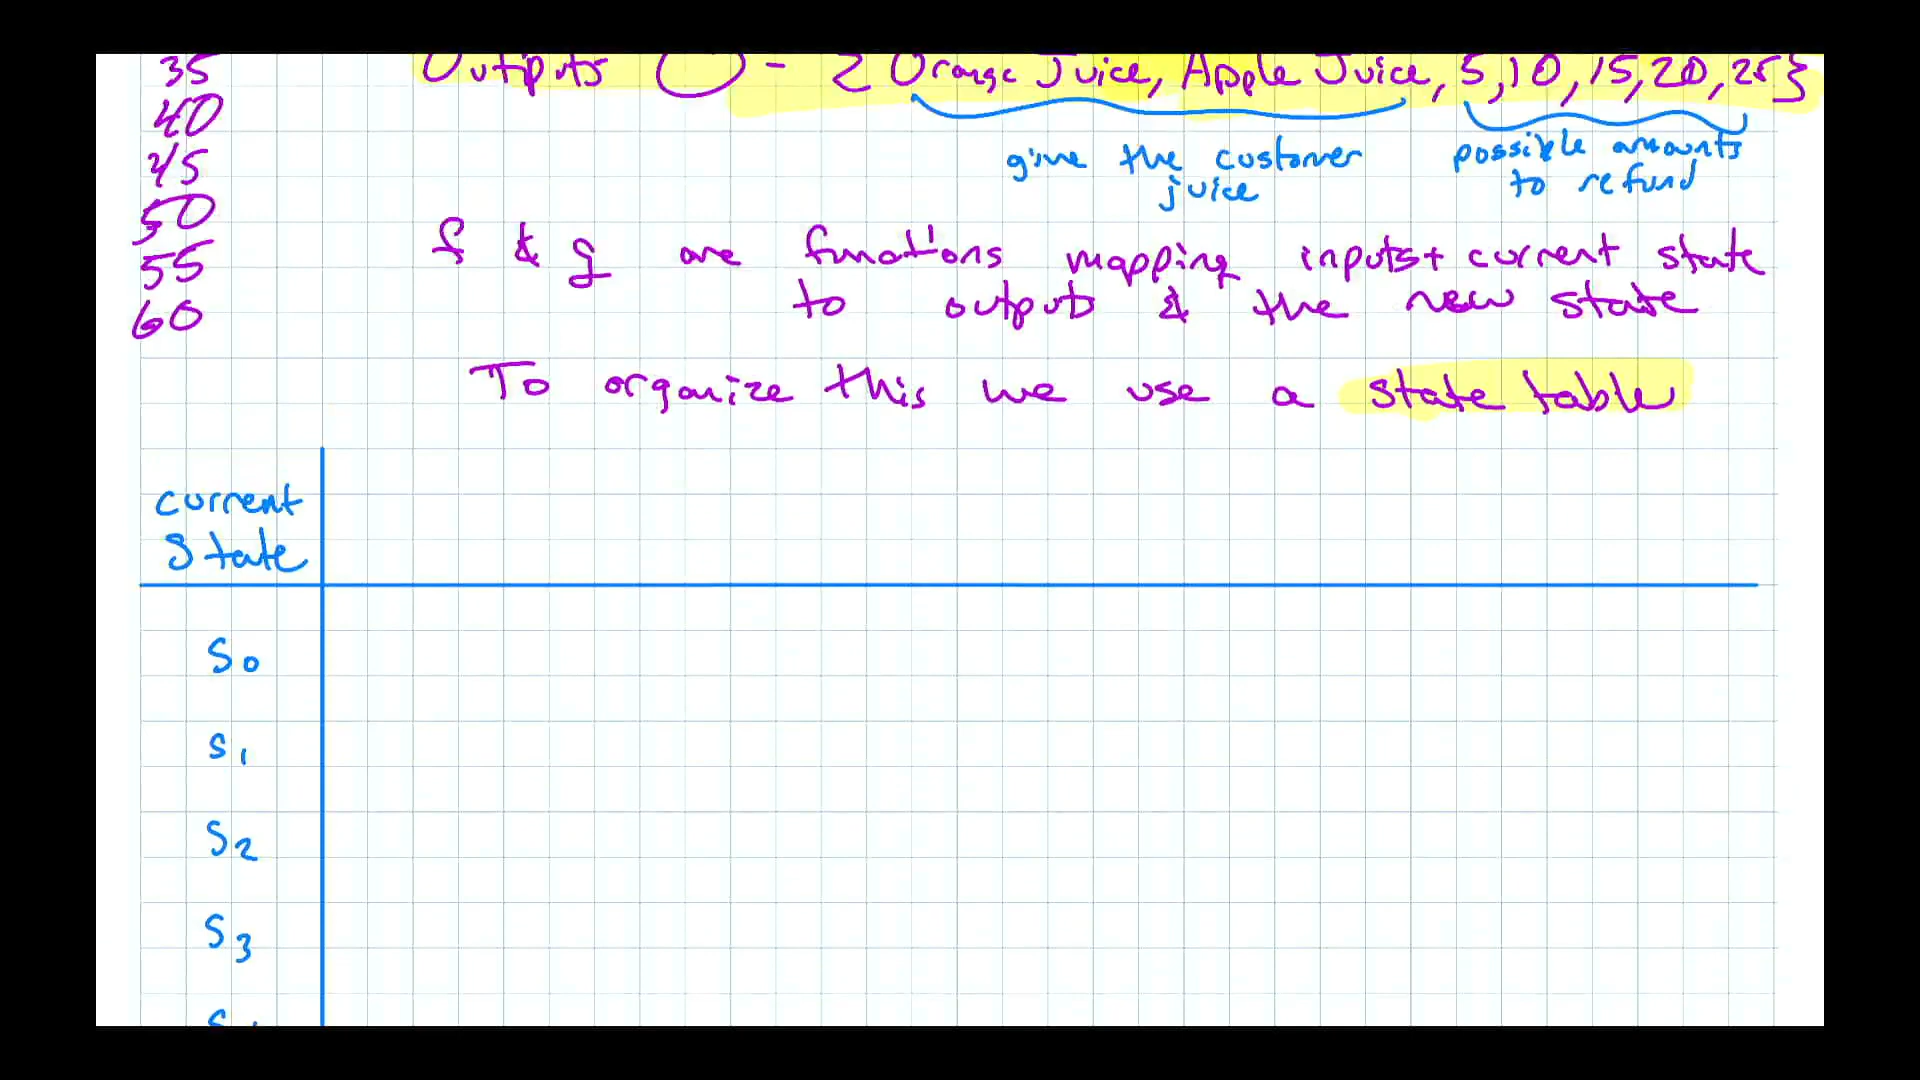 35
Outputs O = { Orange Juice, Apple Juice, 5,10,15,20,25}
40
give the customer juice
possible amounts to refund
45
50
f & g are functions mapping inputs + current state
55
to outputs & the new state
60
To organize this we use a state table
current
State
S0
S1
S2
S3